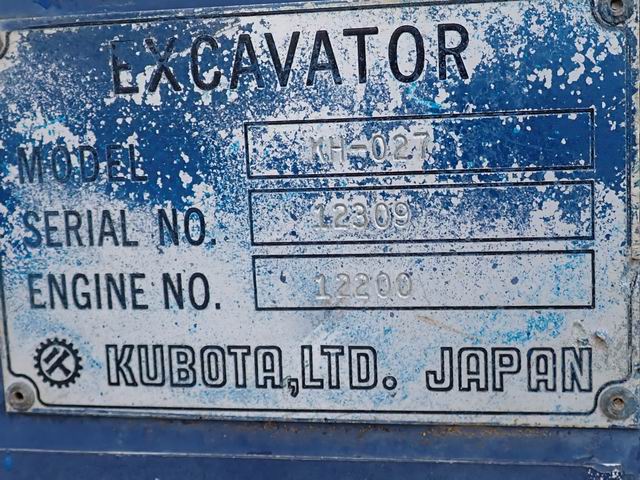 EXCAVATOR
MODEL KH-027
SERIAL NO. 12309
ENGINE NO. 12200
KUBOTA, LTD. JAPAN